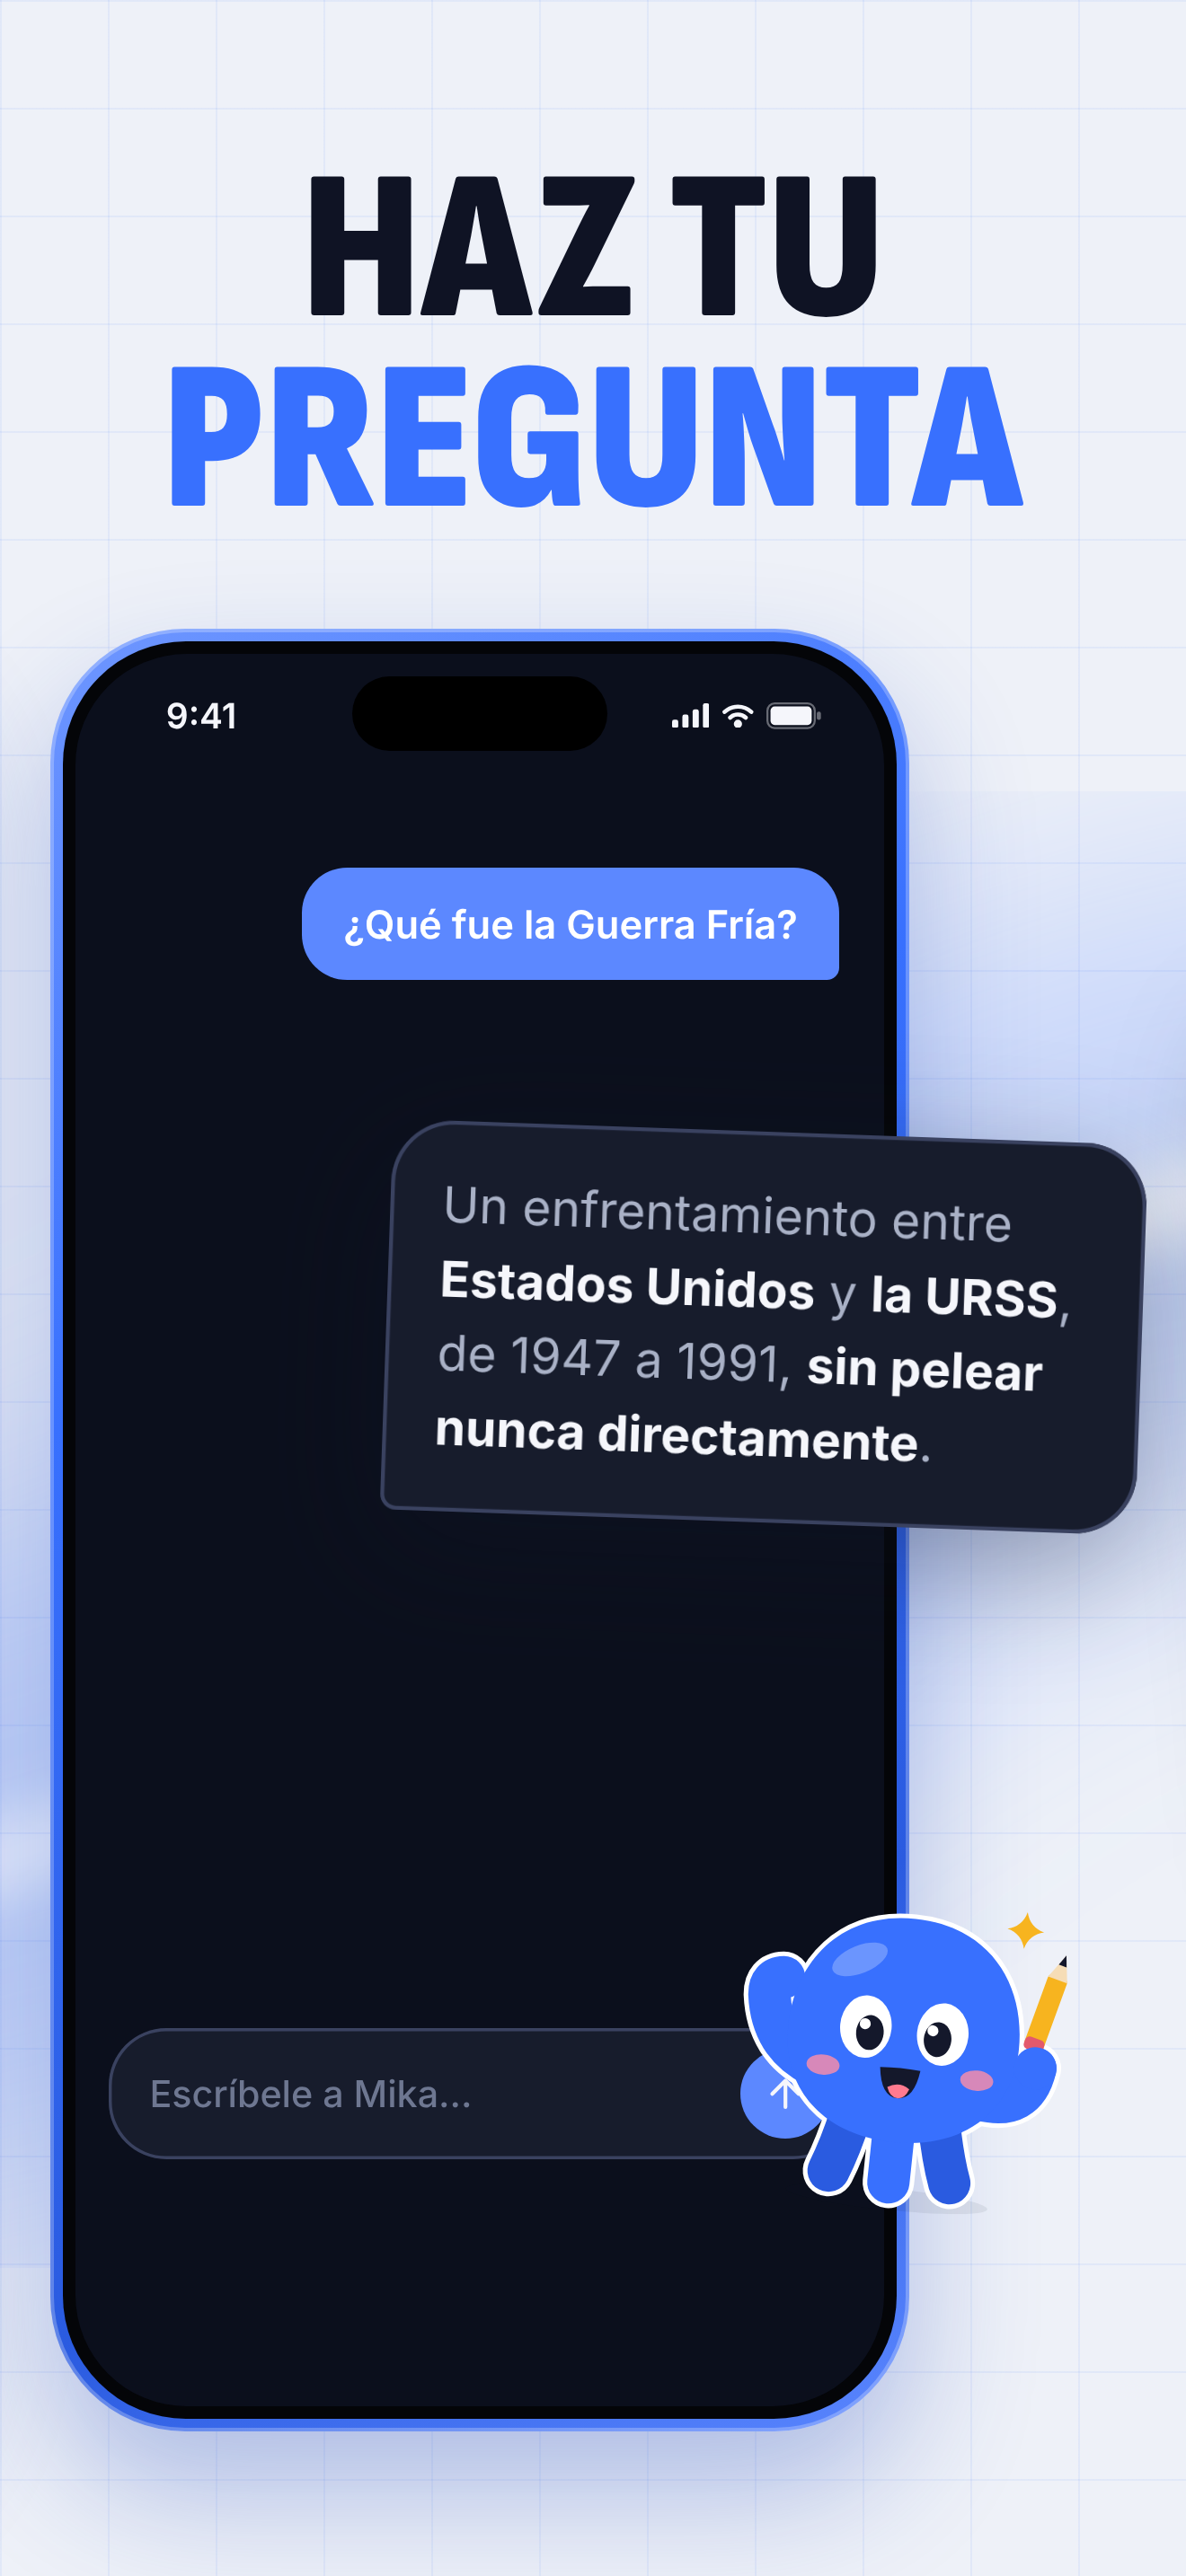 HAZ TU
PREGUNTA
9:41
¿Qué fue la Guerra Fría?
Un enfrentamiento entre
Estados Unidos y la URSS,
de 1947 a 1991, sin pelear
nunca directamente.
Escríbele a Mika...